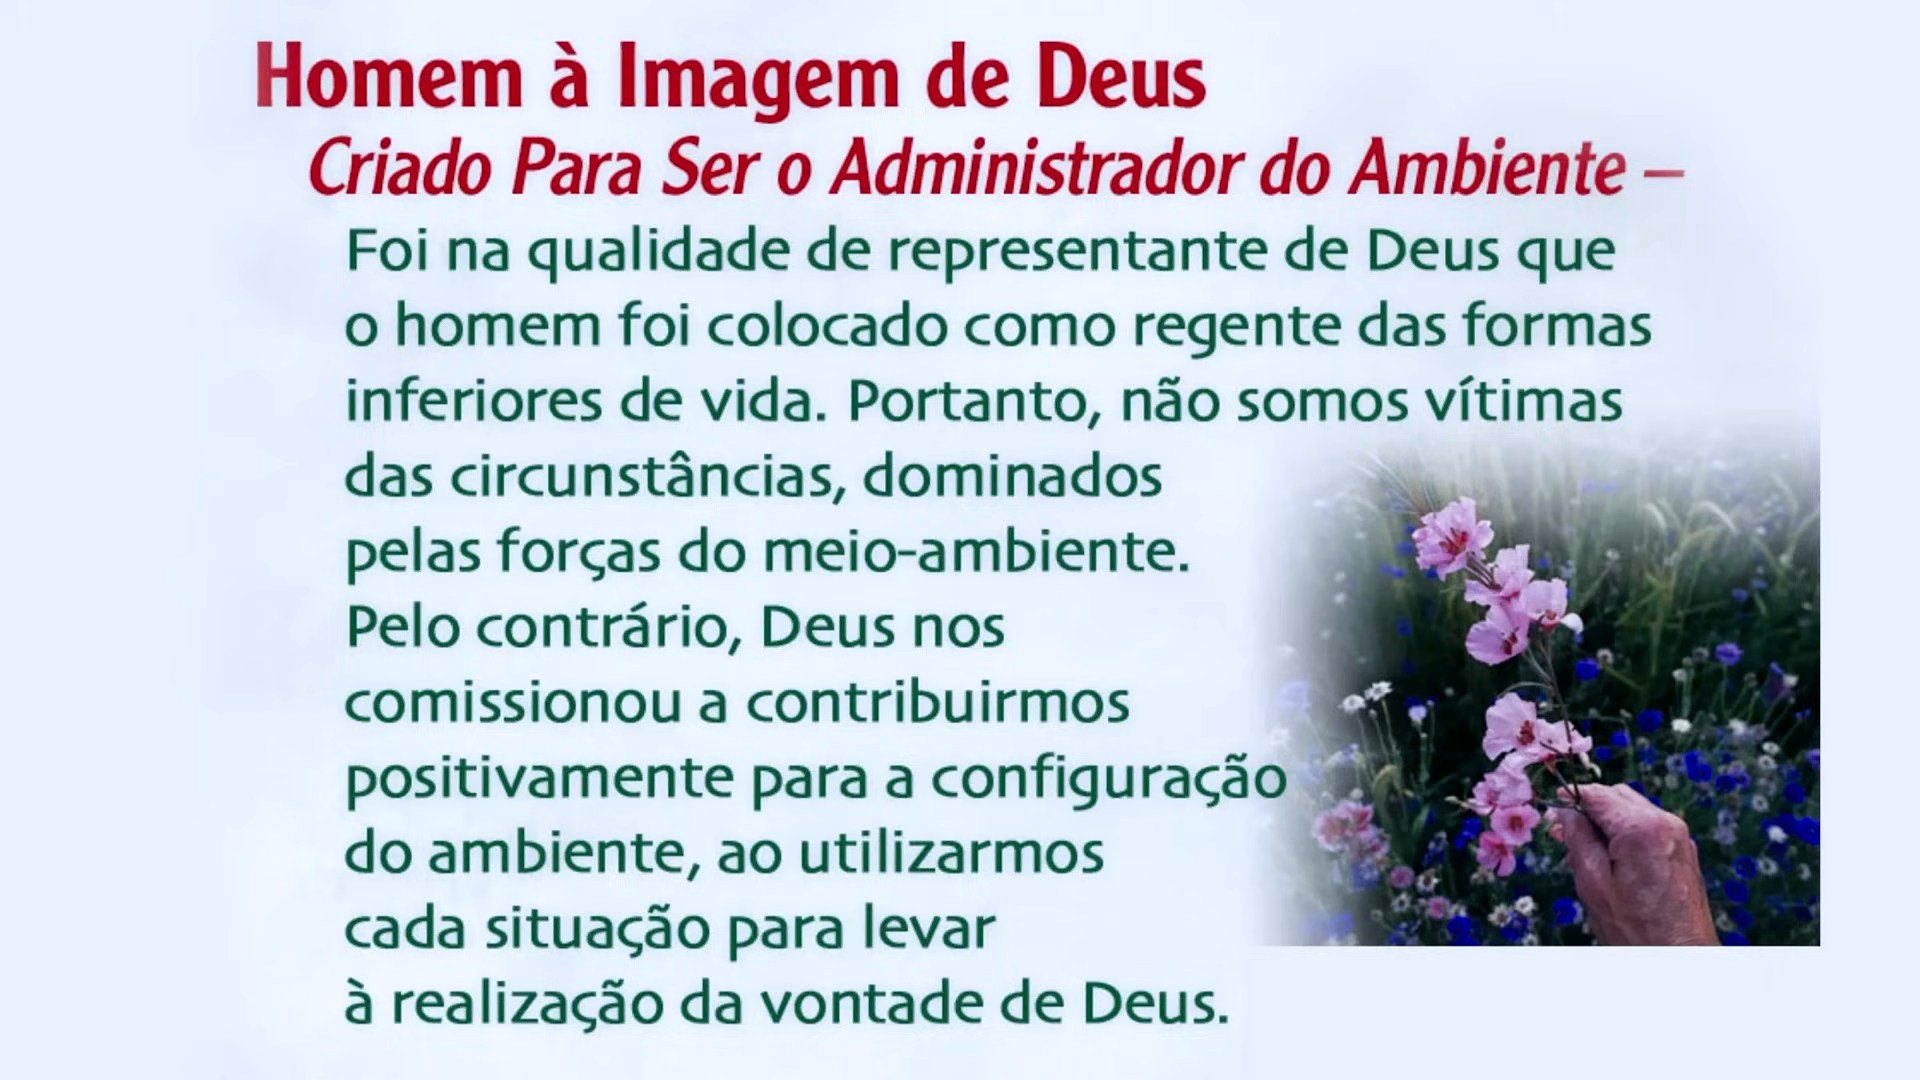 Homem à Imagem de Deus
Criado Para Ser o Administrador do Ambiente –
Foi na qualidade de representante de Deus que
o homem foi colocado como regente das formas
inferiores de vida. Portanto, não somos vítimas
das circunstâncias, dominados
pelas forças do meio-ambiente.
Pelo contrário, Deus nos
comissionou a contribuirmos
positivamente para a configuração
do ambiente, ao utilizarmos
cada situação para levar
à realização da vontade de Deus.